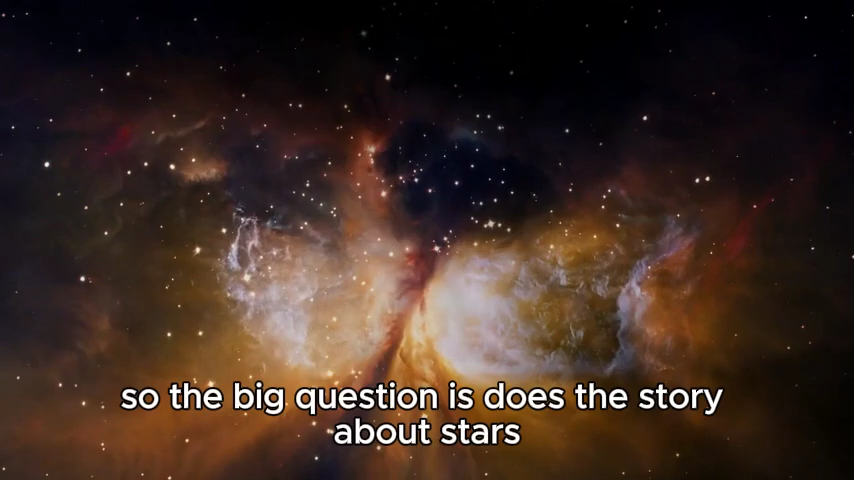 so the big question is does the story
about stars